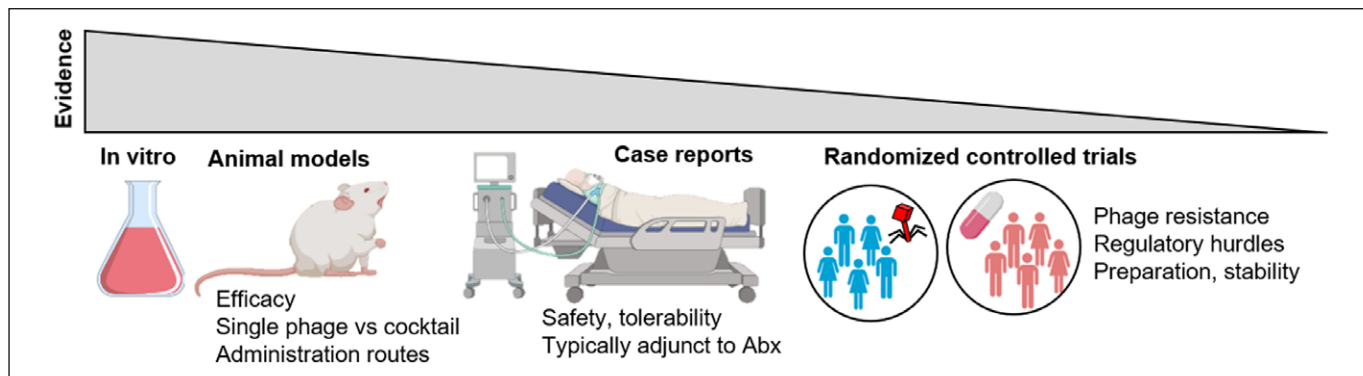 Evidence
In vitro
Animal models
Case reports
Randomized controlled trials
Efficacy
Single phage vs cocktail
Administration routes
Safety, tolerability
Typically adjunct to Abx
Phage resistance
Regulatory hurdles
Preparation, stability